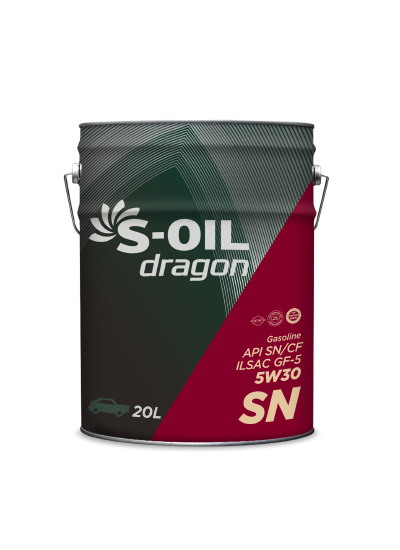 S-OIL
dragon
Gasoline
API SN/CF
ILSAC GF-5
5W30
SN
20L